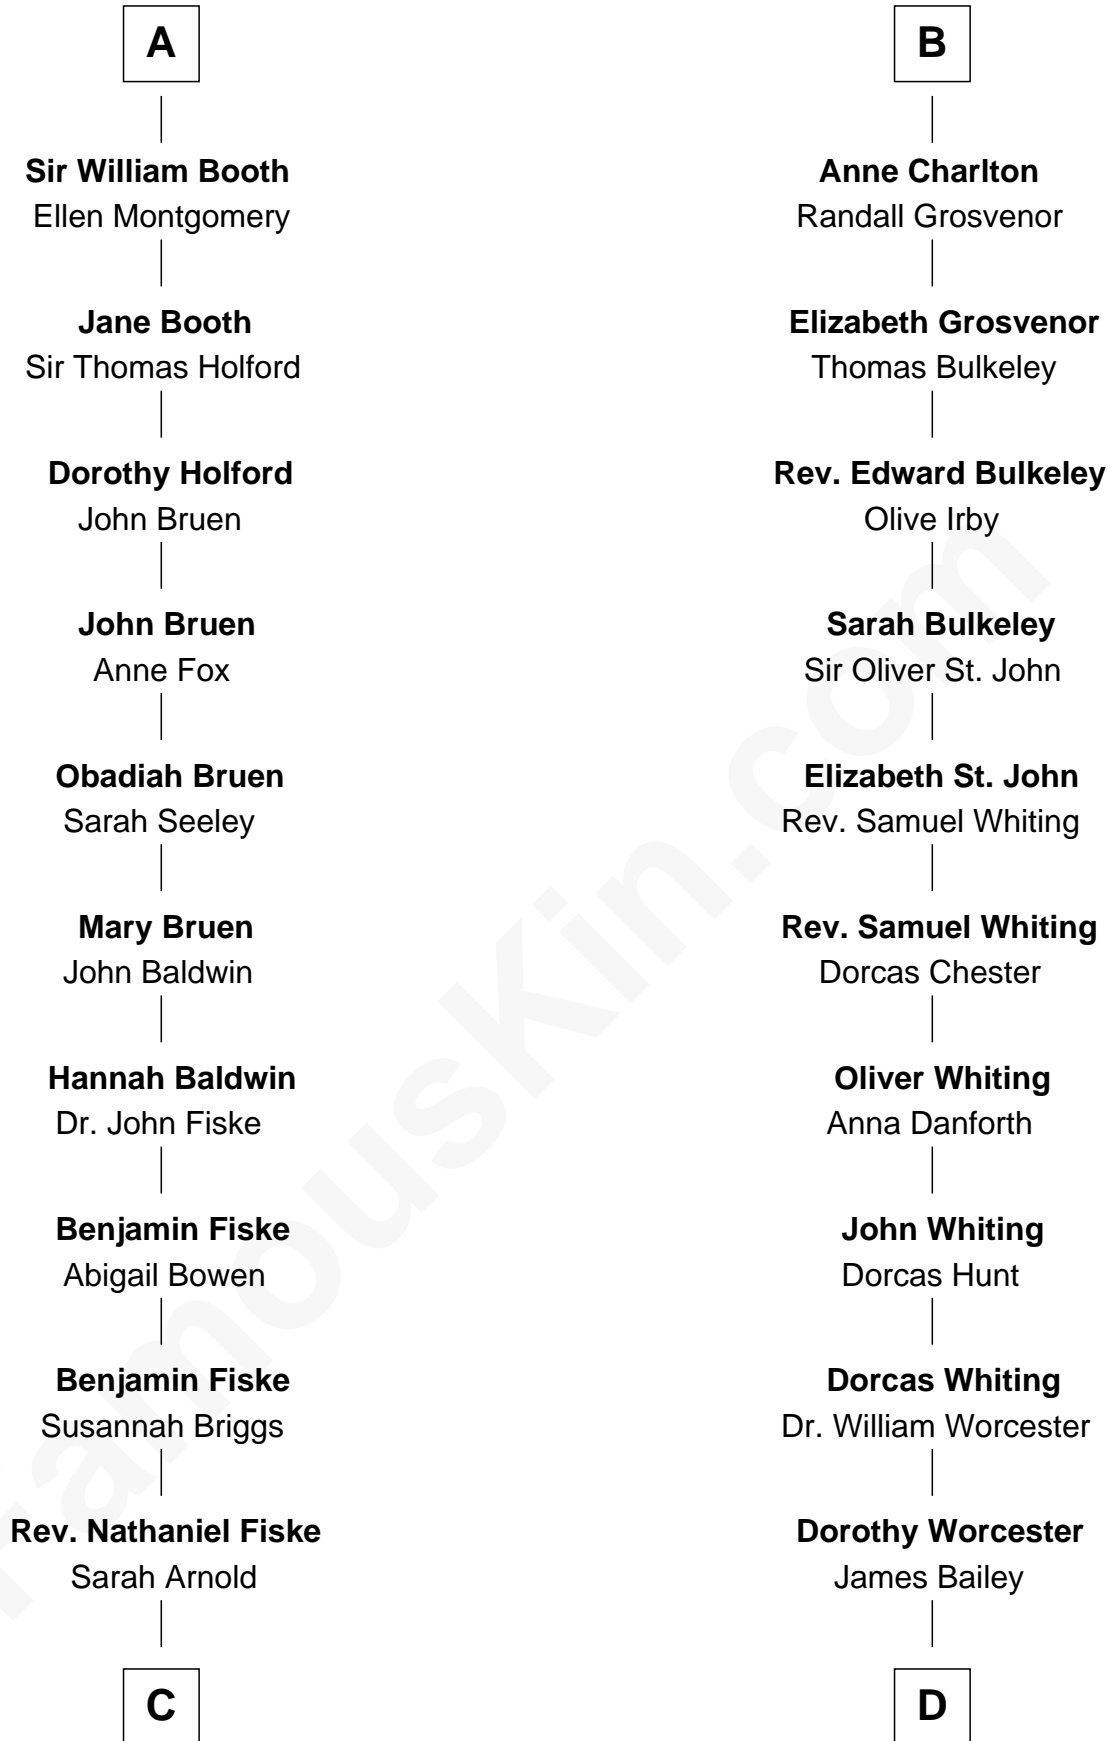 A
Sir William Booth
Ellen Montgomery
Jane Booth
Sir Thomas Holford
Dorothy Holford
John Bruen
John Bruen
Anne Fox
Obadiah Bruen
Sarah Seeley
Mary Bruen
John Baldwin
Hannah Baldwin
Dr. John Fiske
Benjamin Fiske
Abigail Bowen
Benjamin Fiske
Susannah Briggs
Rev. Nathaniel Fiske
Sarah Arnold
C
B
Anne Charlton
Randall Grosvenor
Elizabeth Grosvenor
Thomas Bulkeley
Rev. Edward Bulkeley
Olive Irby
Sarah Bulkeley
Sir Oliver St. John
Elizabeth St. John
Rev. Samuel Whiting
Rev. Samuel Whiting
Dorcas Chester
Oliver Whiting
Anna Danforth
John Whiting
Dorcas Hunt
Dorcas Whiting
Dr. William Worcester
Dorothy Worcester
James Bailey
D
FamousKin.com